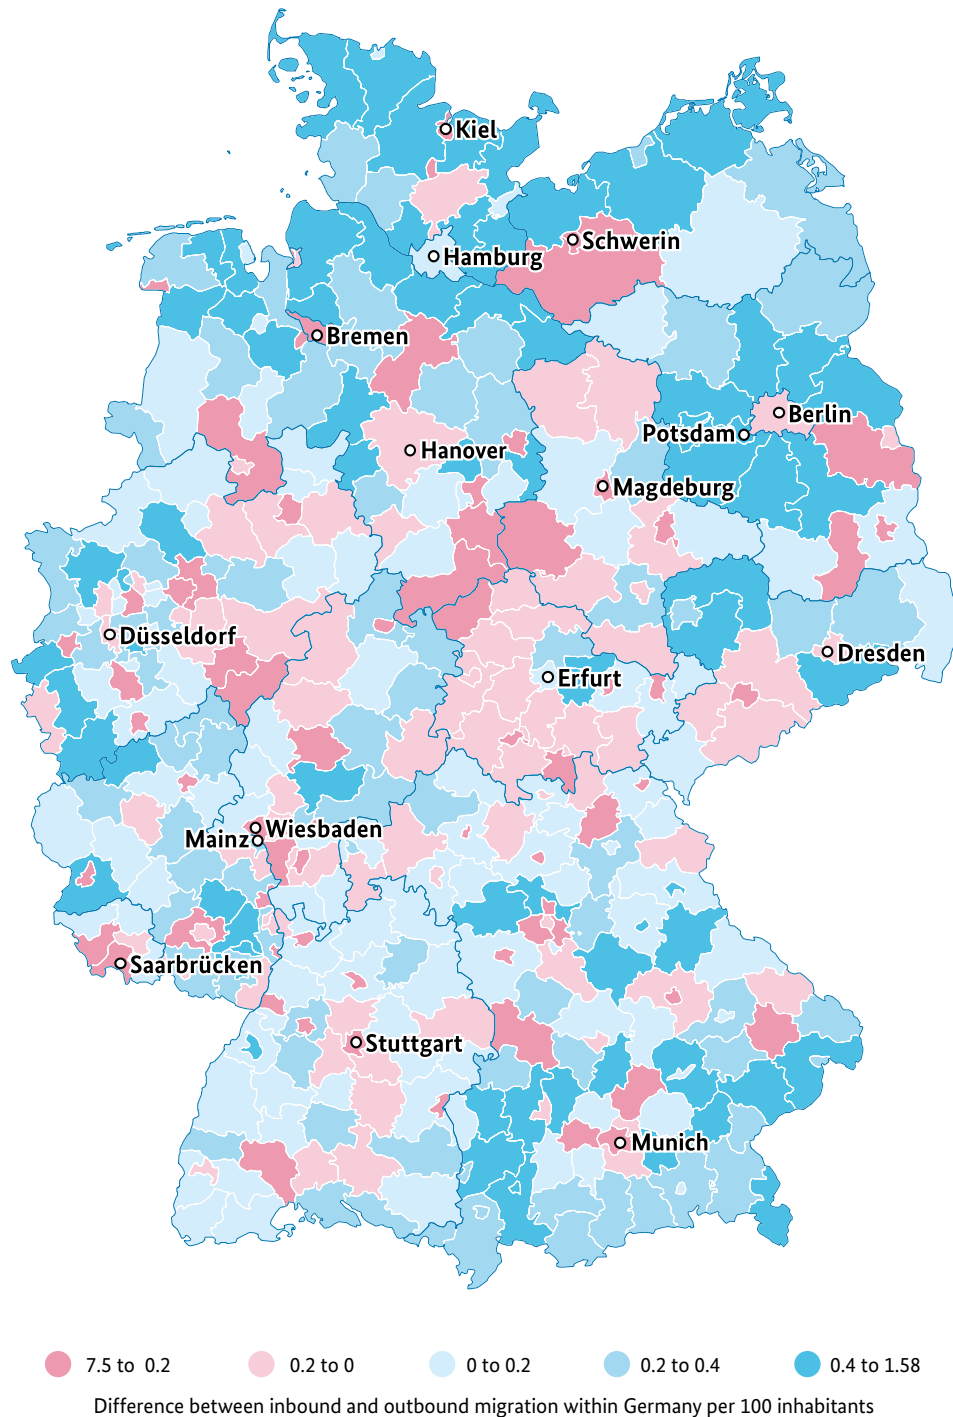 Kiel
Schwerin
Hamburg
Bremen
Berlin
Potsdam
Hanover
Magdeburg
Düsseldorf
Dresden
Erfurt
Wiesbaden
Mainz
Saarbrücken
Stuttgart
Munich
7.5 to 0.2
0.2 to 0
0 to 0.2
0.2 to 0.4
0.4 to 1.58
Difference between inbound and outbound migration within Germany per 100 inhabitants